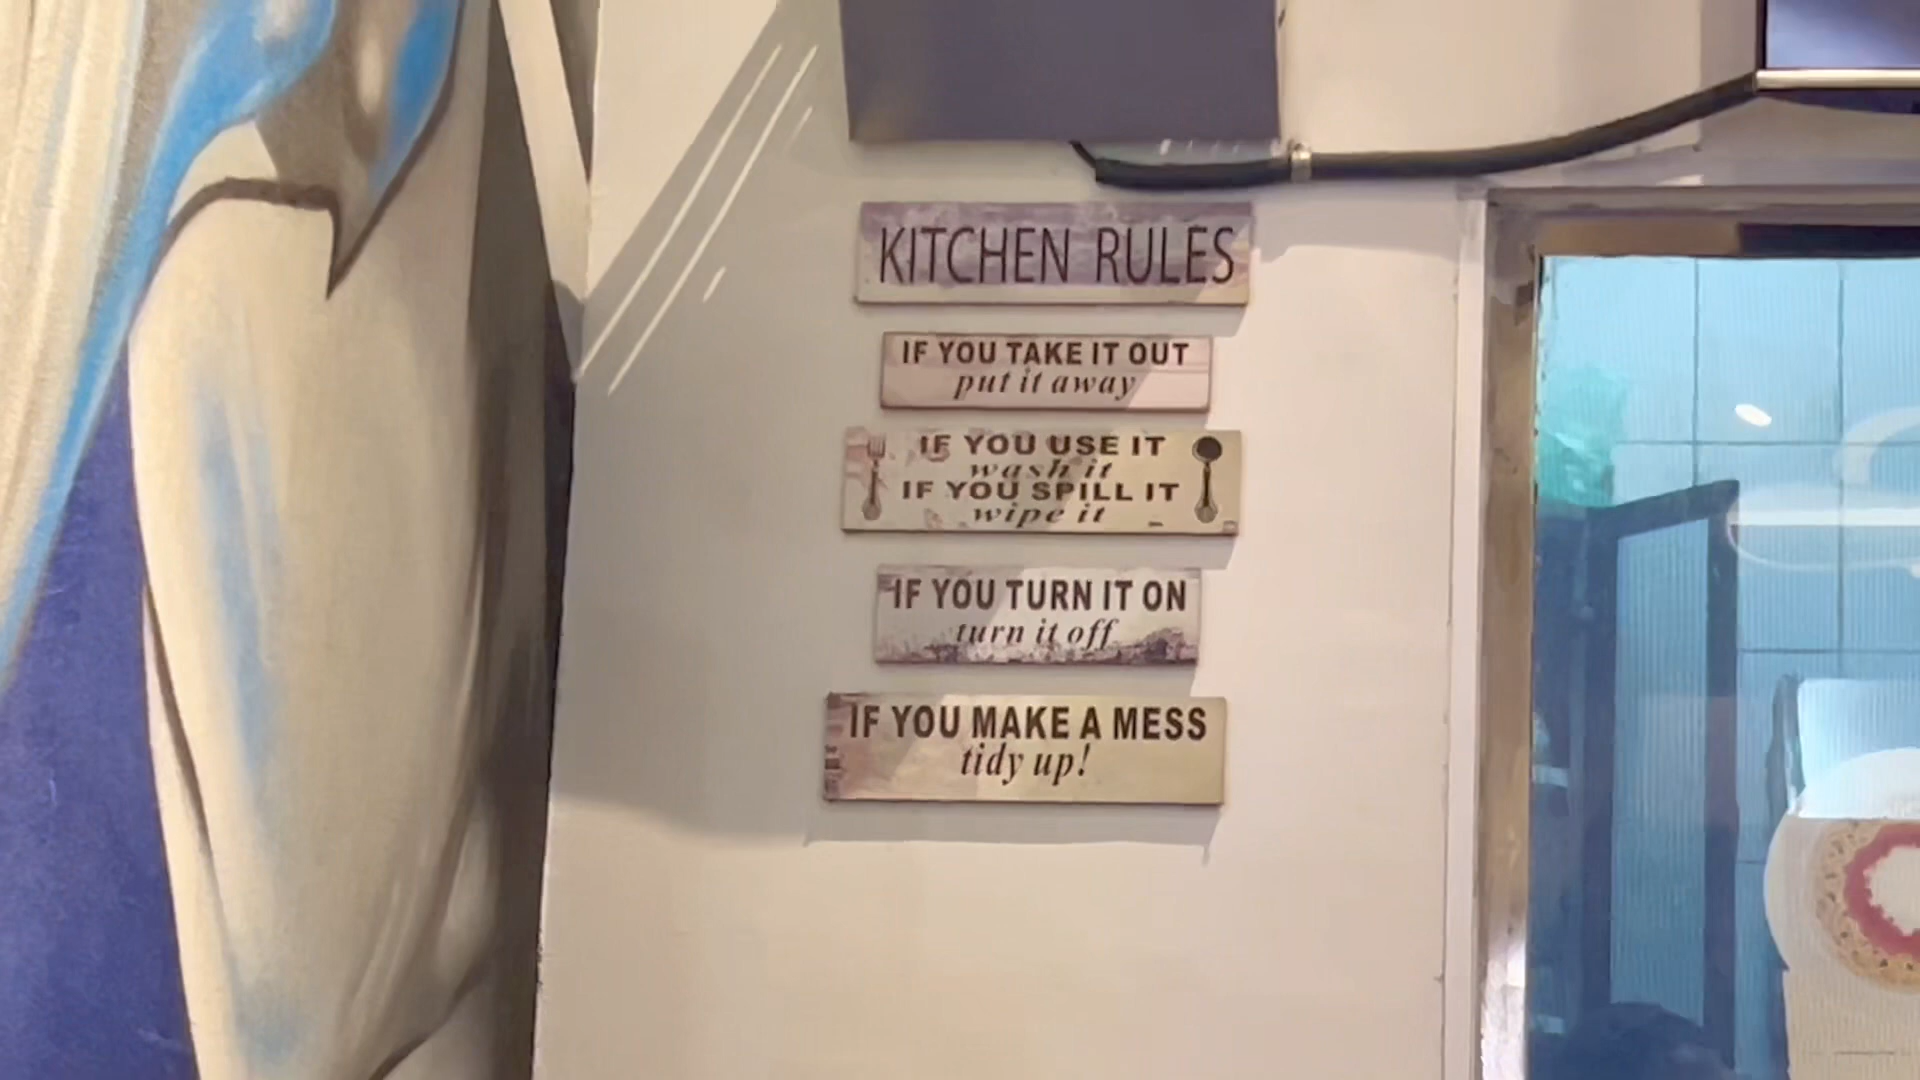 KITCHEN RULES
IF YOU TAKE IT OUT
put it away
IF YOU USE IT
wash it
IF YOU SPILL IT
wipe it
IF YOU TURN IT ON
turn it off
IF YOU MAKE A MESS
tidy up!